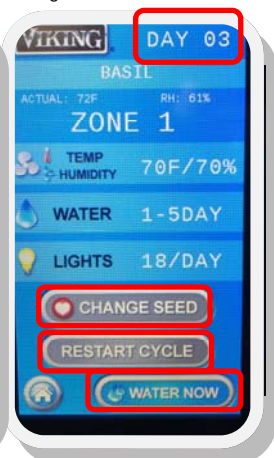 VIKING DAY 03
BASIL
ACTUAL: 72F RH: 61%
ZONE 1
TEMP
HUMIDITY 70F/70%
WATER 1-5DAY
LIGHTS 18/DAY
CHANGE SEED
RESTART CYCLE
WATER NOW